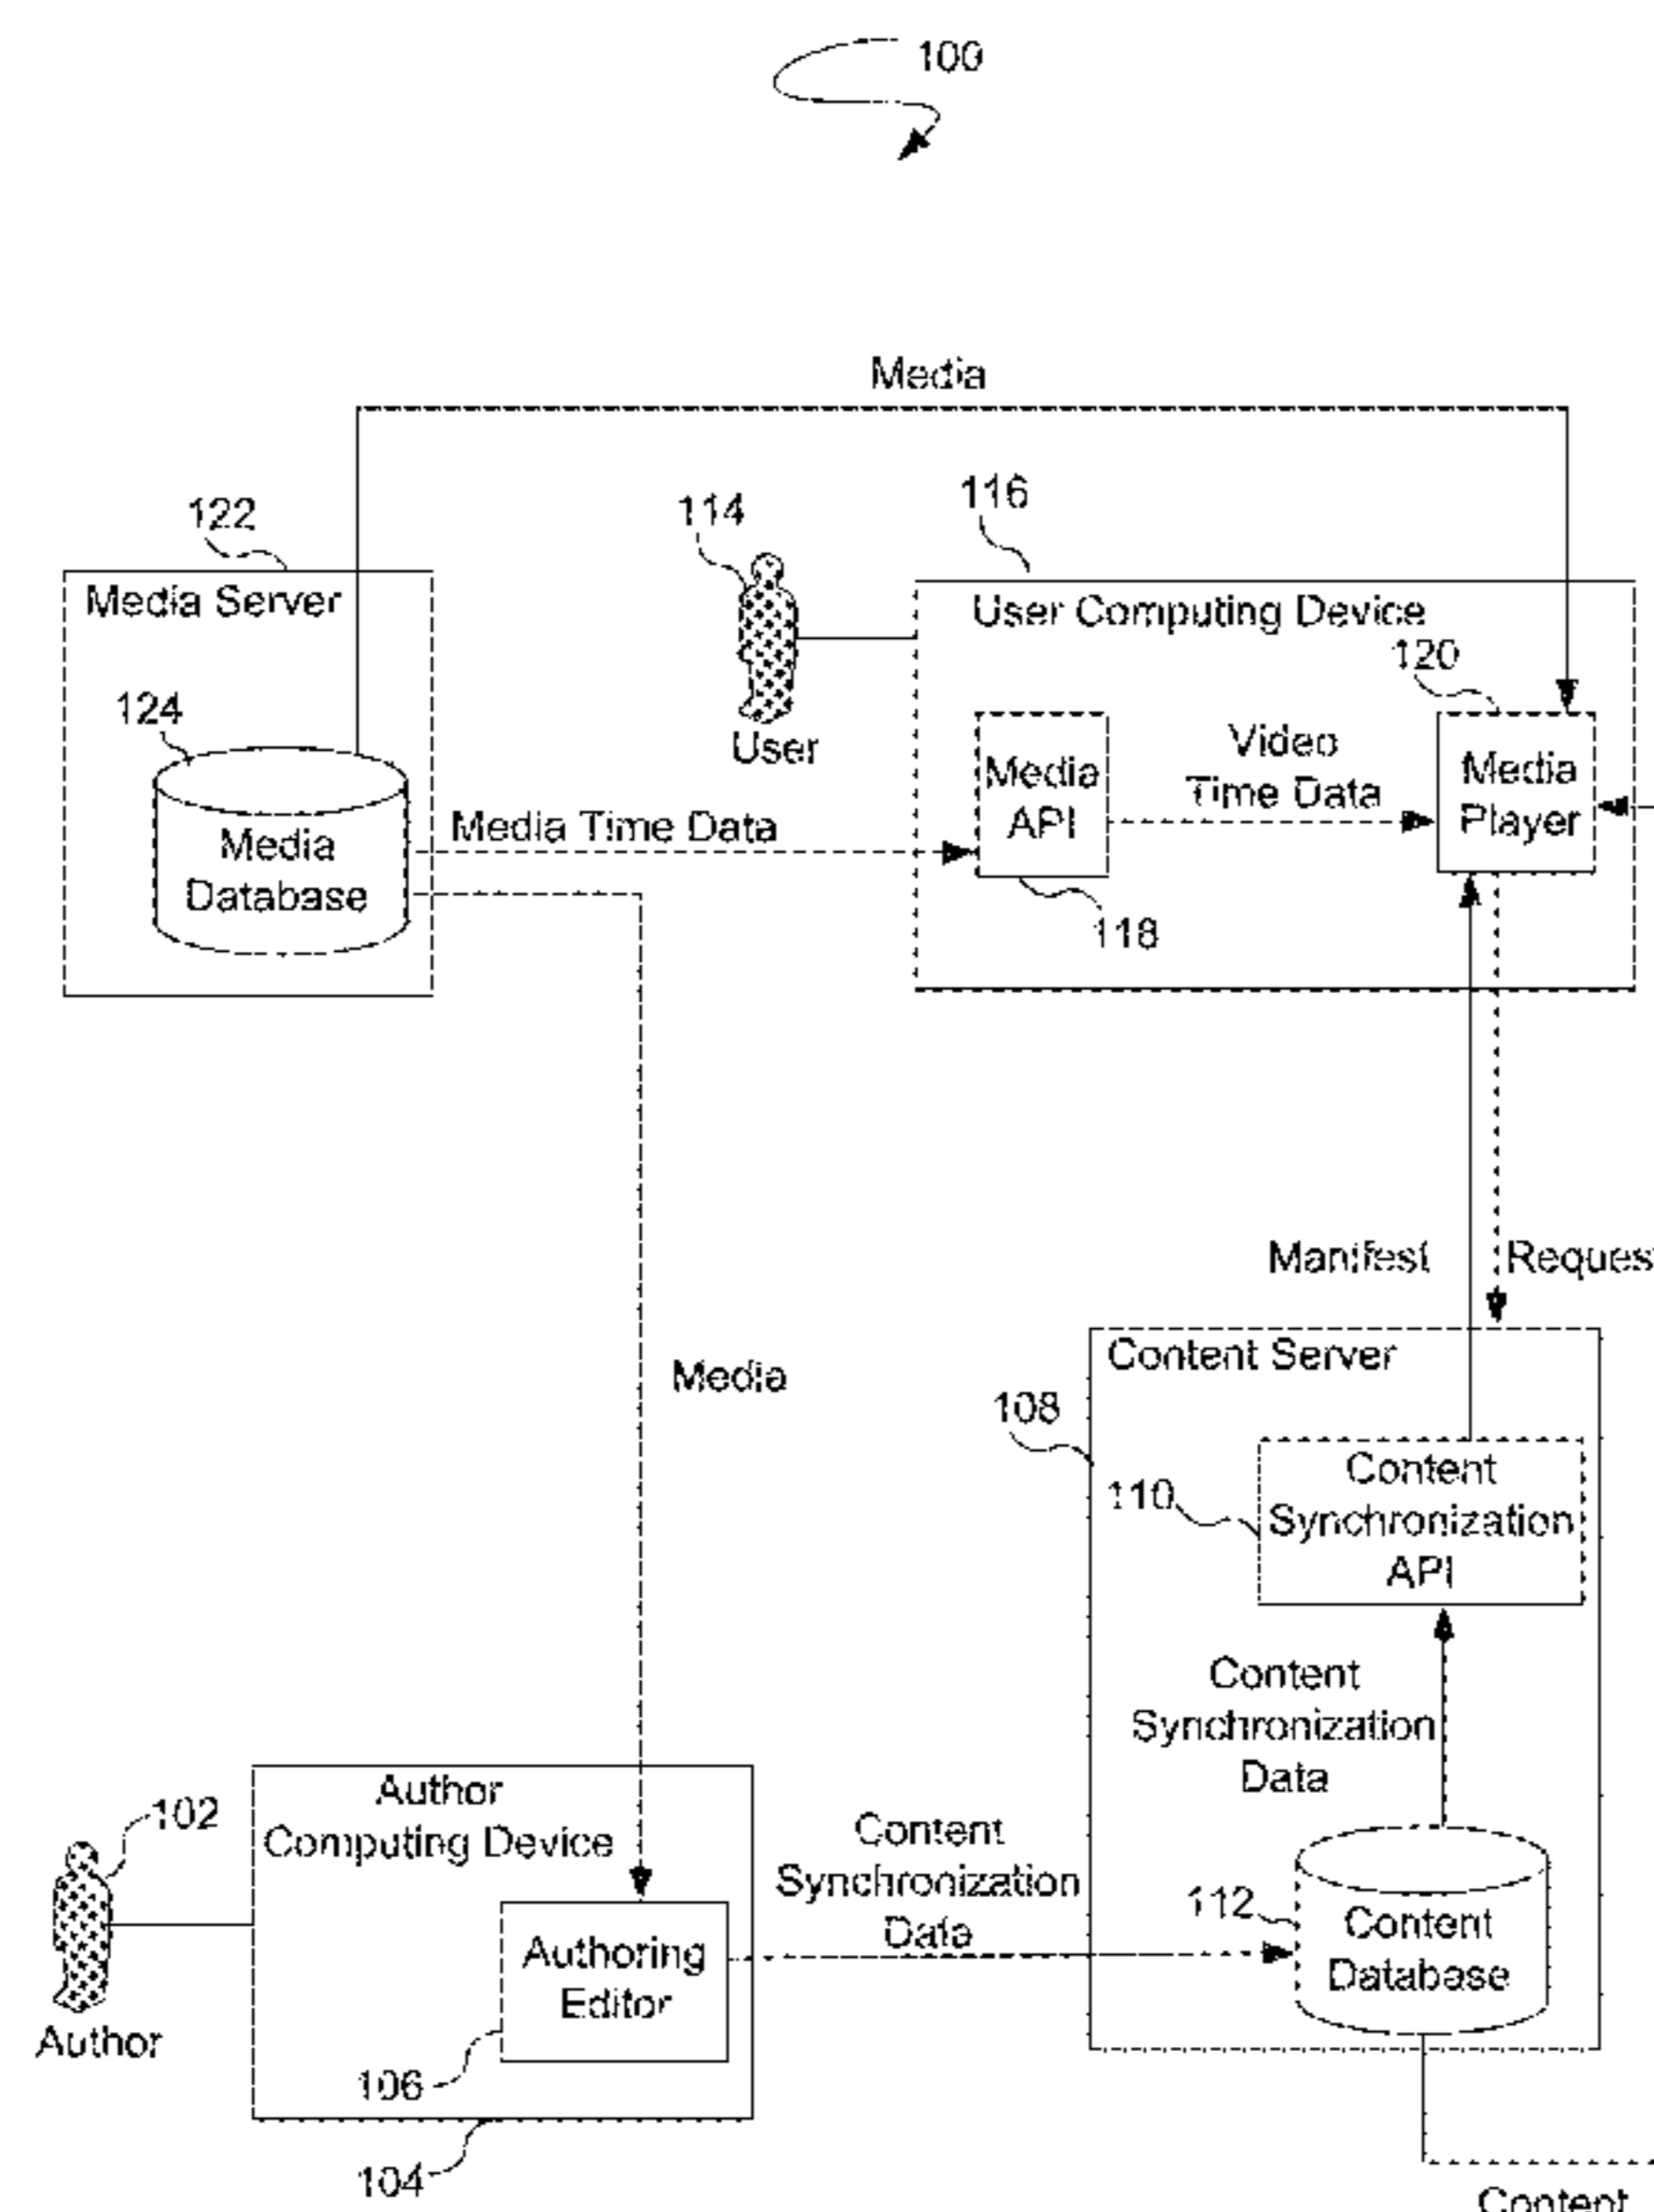 100
Media
122
114
116
Media Server
User Computing Device
120
124
Video
Time Data
Media
API
Media
Player
User
Media Time Data
Media
Database
118
Manifest
Reques
Content Server
Media
108
Content
Synchronization
API
110
Content
Synchronization
Data
Author
Computing Device
102
Content
Synchronization
Data
112
Content
Database
Authoring
Editor
Author
106
104
Content